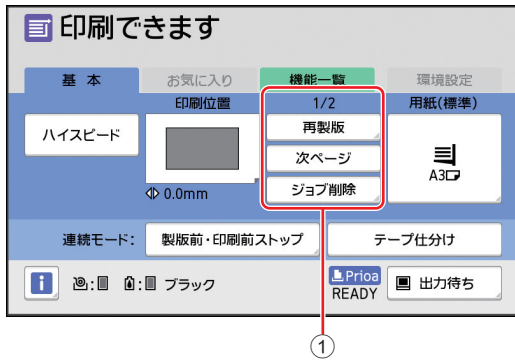 印刷できます
基 本 お気に入り 機能一覧 環境設定
印刷位置 1/2 用紙(標準)
ハイスピード 再製版
次ページ
A3
0.0mm ジョブ削除
連続モード: 製版前・印刷前ストップ テープ仕分け
i : : ブラック Prioa 出力待ち
READY
1